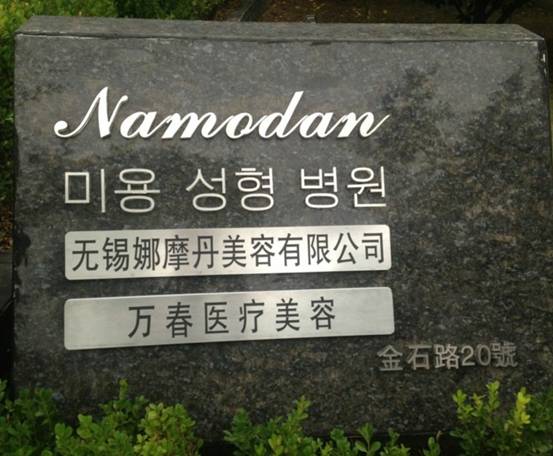 Namodan
미용 성형 병원
无锡娜摩丹美容有限公司
万春医疗美容
金石路20號